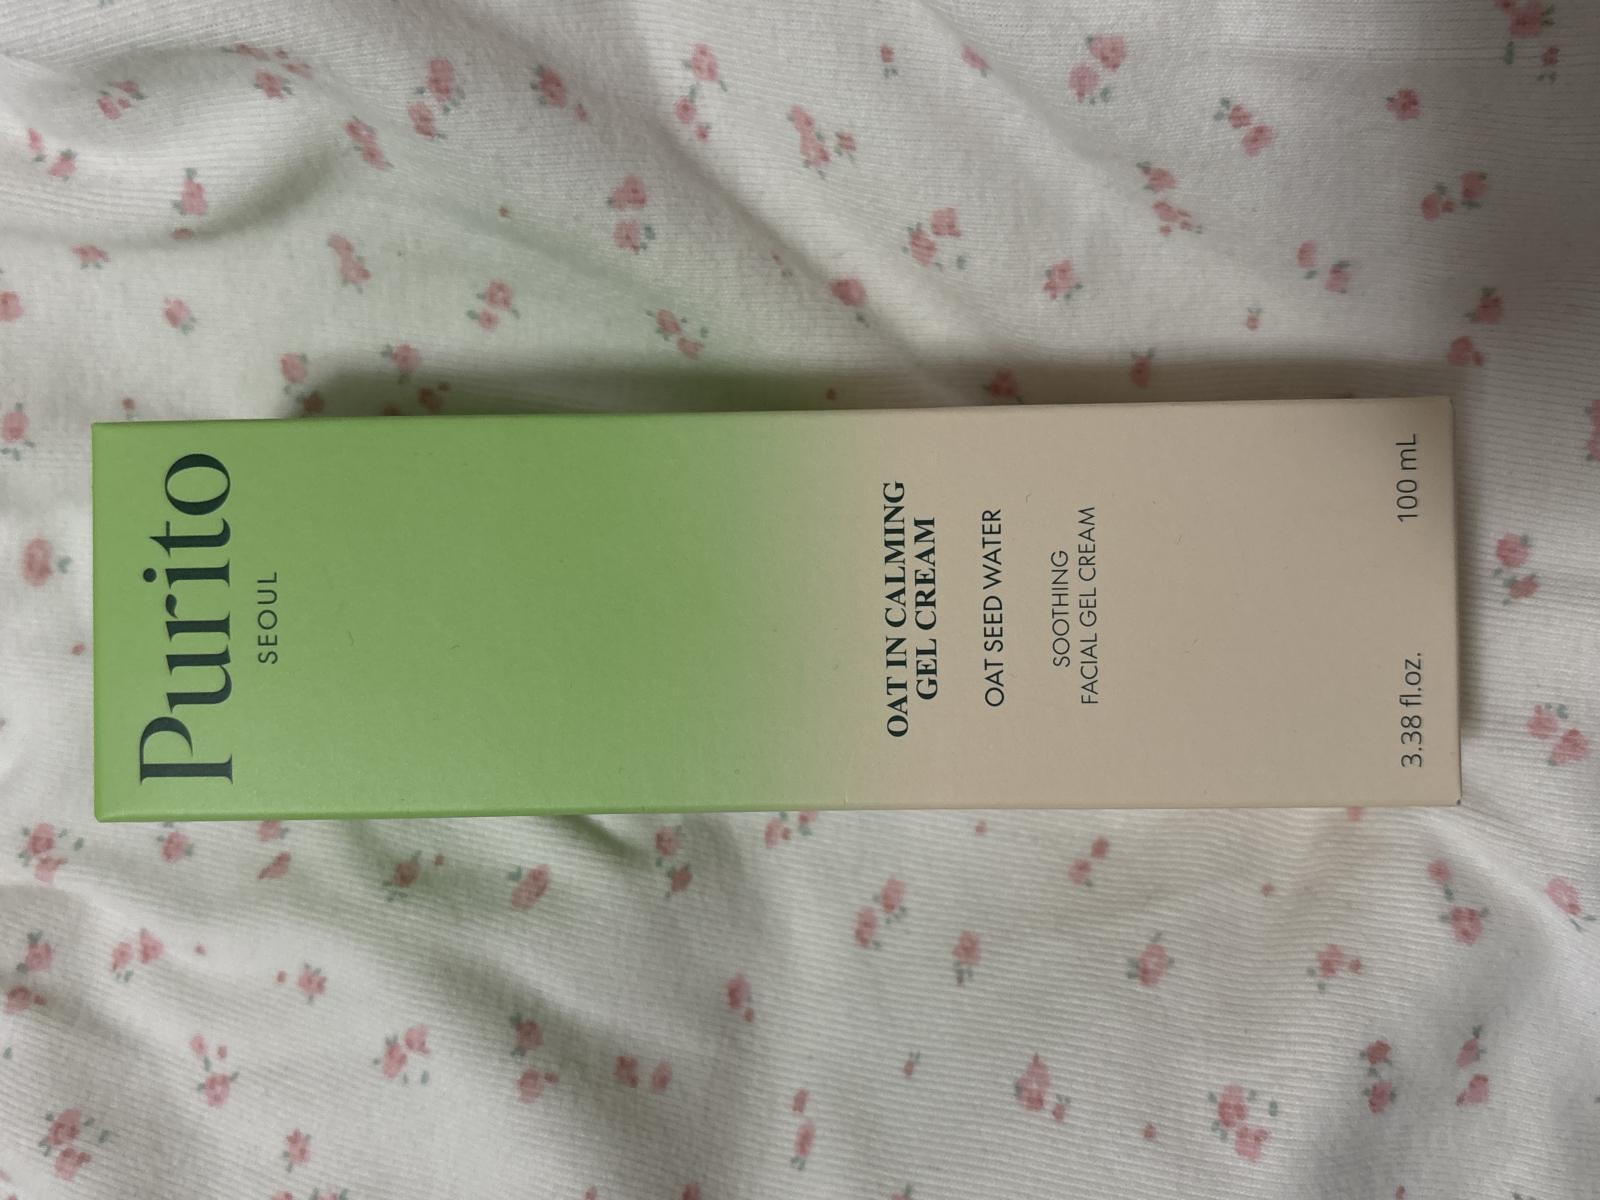 Purito
SEOUL
OAT IN CALMING
GEL CREAM
OAT SEED WATER
SOOTHING
FACIAL GEL CREAM
3.38 fl.oz. 100 mL